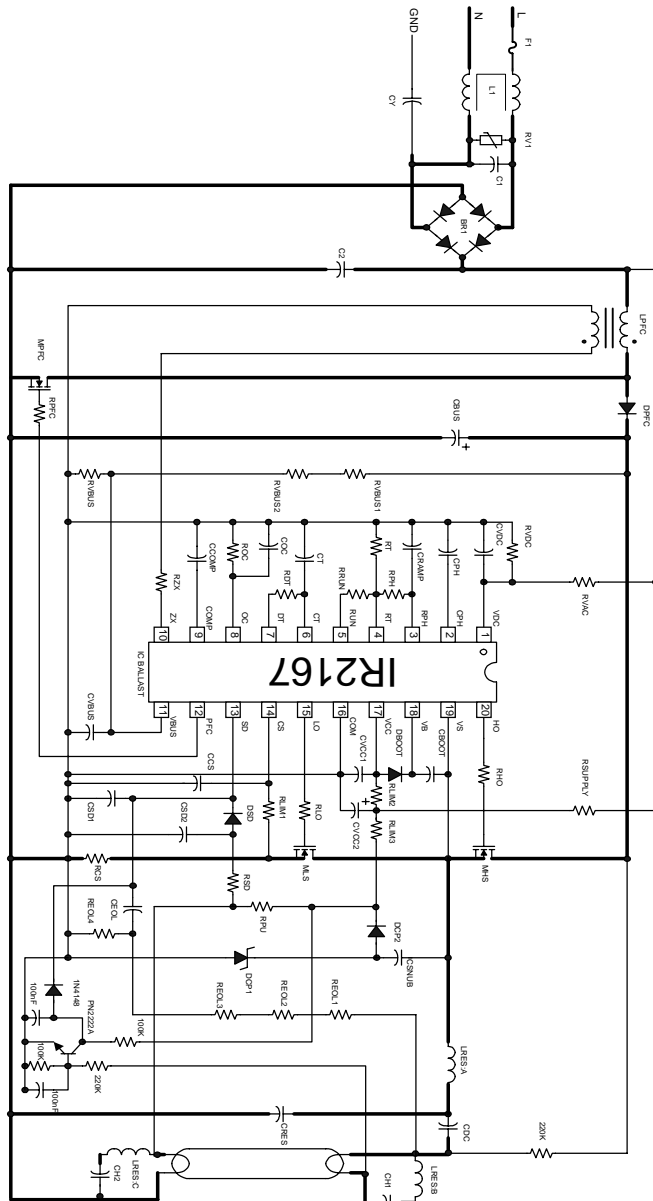 L
N
F1
GND
L1
CY
RV1
C1
BR1
C2
LPFC
MPFC
RPFC
DPFC
CBUS
RVBUS
RVBUS2
RVBUS1
RVDC
RVAC
CVDC
CPH
CRAMP
RPH
RT
RRUN
CT
RDT
COC
ROC
CCOMP
RZX
VDC
CPH
RPH
RT
RUN
CT
DT
OC
COMP
ZX
1
2
3
4
5
6
7
8
9
10
IR2167
IC BALLAST
20
19
18
17
16
15
14
13
12
11
HO
VS
VB
VCC
COM
LO
CS
SD
PFC
VBUS
CVBUS
CBOOT
DBOOT
CVCC1
RLIM2
CVCC2
RLIM3
RHO
RSUPPLY
MHS
RLO
MLS
RLIM1
CCS
CSD1
CSD2
DSD
RCS
RSD
RPU
CEOL
REOL4
DCP2
CSNUB
DCP1
REOL3
REOL2
REOL1
1N4148
100nF
PN2222A
100K
100K
220K
100nF
LRES:A
CRES
CDC
220K
LRES:B
CH1
LRES:C
CH2